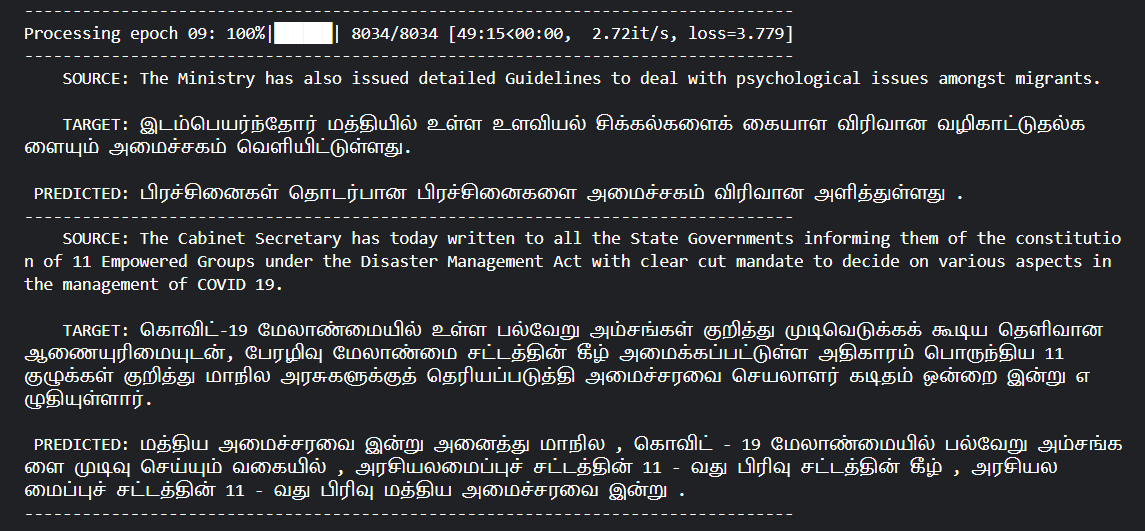 --------------------------------------------------------------------------------
Processing epoch 09: 100%|██████| 8034/8034 [49:15<00:00,  2.72it/s, loss=3.779]
--------------------------------------------------------------------------------
    SOURCE: The Ministry has also issued detailed Guidelines to deal with psychological issues amongst migrants.
    TARGET: இடம்பெயர்ந்தோர் மத்தியில் உள்ள உளவியல் சிக்கல்களைக் கையாள விரிவான வழிகாட்டுதல்க
ளையும் அமைச்சகம் வெளியிட்டுள்ளது.
 PREDICTED: பிரச்சினைகள் தொடர்பான பிரச்சினைகளை அமைச்சகம் விரிவான அளித்துள்ளது .
--------------------------------------------------------------------------------
    SOURCE: The Cabinet Secretary has today written to all the State Governments informing them of the constitutio
n of 11 Empowered Groups under the Disaster Management Act with clear cut mandate to decide on various aspects in
the management of COVID 19.
    TARGET: கொவிட்-19 மேலாண்மையில் உள்ள பல்வேறு அம்சங்கள் குறித்து முடிவெடுக்கக் கூடிய தெளிவான
ஆணையுரிமையுடன், பேரழிவு மேலாண்மை சட்டத்தின் கீழ் அமைக்கப்பட்டுள்ள அதிகாரம் பொருந்திய 11
குழுக்கள் குறித்து மாநில அரசுகளுக்குத் தெரியப்படுத்தி அமைச்சரவை செயலாளர் கடிதம் ஒன்றை இன்று எ
ழுதியுள்ளார்.
 PREDICTED: மத்திய அமைச்சரவை இன்று அனைத்து மாநில , கொவிட் - 19 மேலாண்மையில் பல்வேறு அம்சங்க
ளை முடிவு செய்யும் வகையில் , அரசியலமைப்புச் சட்டத்தின் 11 - வது பிரிவு சட்டத்தின் கீழ் , அரசியல
மைப்புச் சட்டத்தின் 11 - வது பிரிவு மத்திய அமைச்சரவை இன்று .
--------------------------------------------------------------------------------